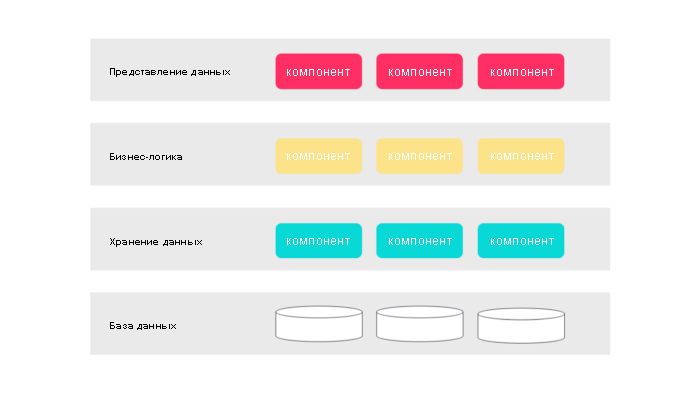 Представление данных компонент компонент компонент
Бизнес-логика компонент компонент компонент
Хранение данных компонент компонент компонент
База данных